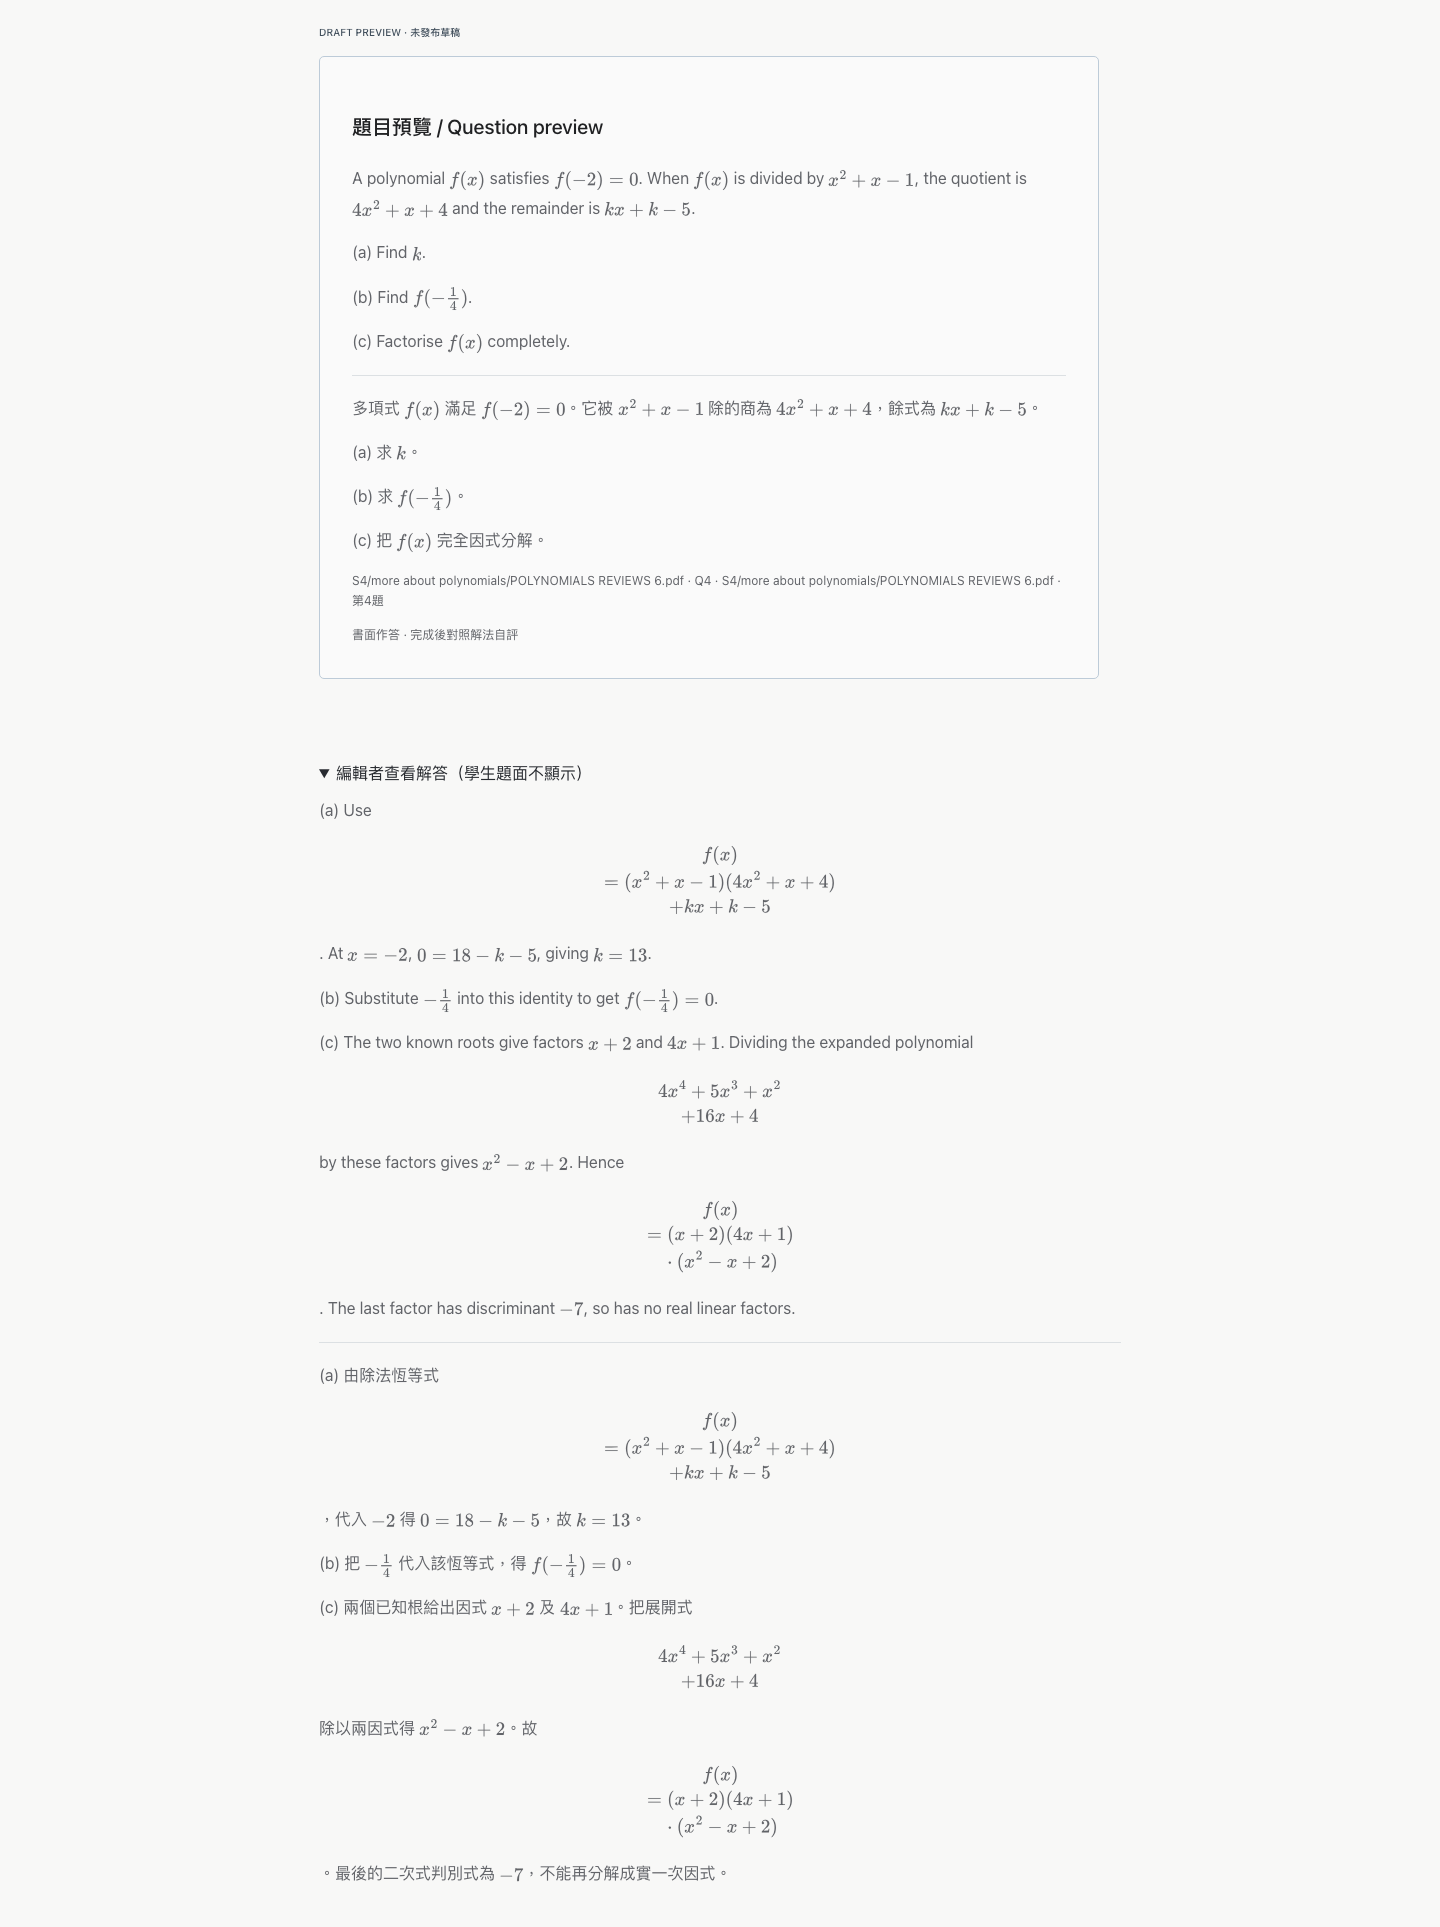 DRAFT PREVIEW · 未發布草稿
題目預覽 / Question preview
A polynomial f(x) satisfies f(−2) = 0. When f(x) is divided by x² + x − 1, the quotient is
4x² + x + 4 and the remainder is kx + k − 5.
(a) Find k.
(b) Find f(−1/4).
(c) Factorise f(x) completely.
多項式 f(x) 滿足 f(−2) = 0。它被 x² + x − 1 除的商為 4x² + x + 4，餘式為 kx + k − 5。
(a) 求 k。
(b) 求 f(−1/4)。
(c) 把 f(x) 完全因式分解。
S4/more about polynomials/POLYNOMIALS REVIEWS 6.pdf · Q4 · S4/more about polynomials/POLYNOMIALS REVIEWS 6.pdf ·
第4題
書面作答 · 完成後對照解法自評
▼ 編輯者查看解答（學生題面不顯示）
(a) Use
f(x)
= (x² + x − 1)(4x² + x + 4)
+kx + k − 5
. At x = −2, 0 = 18 − k − 5, giving k = 13.
(b) Substitute −1/4 into this identity to get f(−1/4) = 0.
(c) The two known roots give factors x + 2 and 4x + 1. Dividing the expanded polynomial
4x⁴ + 5x³ + x²
+16x + 4
by these factors gives x² − x + 2. Hence
f(x)
= (x + 2)(4x + 1)
· (x² − x + 2)
. The last factor has discriminant −7, so has no real linear factors.
(a) 由除法恆等式
f(x)
= (x² + x − 1)(4x² + x + 4)
+kx + k − 5
，代入 −2 得 0 = 18 − k − 5，故 k = 13。
(b) 把 −1/4 代入該恆等式，得 f(−1/4) = 0。
(c) 兩個已知根給出因式 x + 2 及 4x + 1。把展開式
4x⁴ + 5x³ + x²
+16x + 4
除以兩因式得 x² − x + 2。故
f(x)
= (x + 2)(4x + 1)
· (x² − x + 2)
。最後的二次式判別式為 −7，不能再分解成實一次因式。